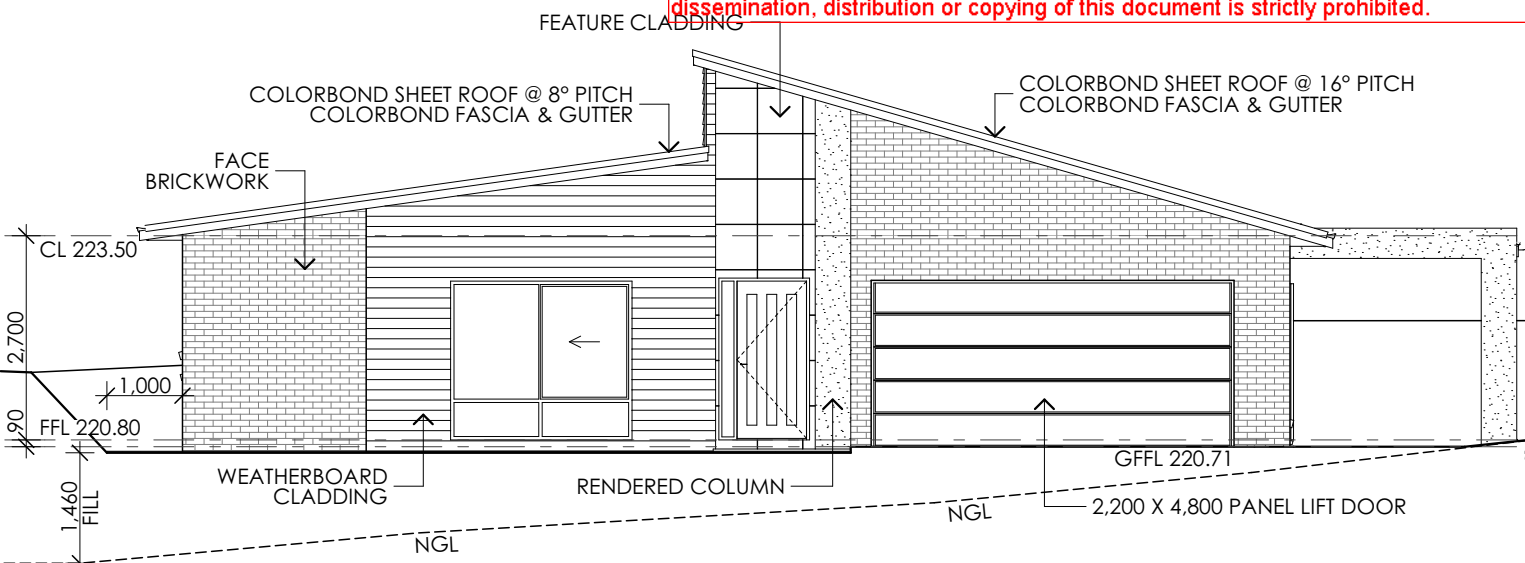 dissemination, distribution or copying of this document is strictly prohibited.
FEATURE CLADDING
COLORBOND SHEET ROOF @ 8° PITCH
COLORBOND FASCIA & GUTTER
COLORBOND SHEET ROOF @ 16° PITCH
COLORBOND FASCIA & GUTTER
FACE
BRICKWORK
CL 223.50
2,700
1,000
90
FFL 220.80
GFFL 220.71
WEATHERBOARD
CLADDING
RENDERED COLUMN
2,200 X 4,800 PANEL LIFT DOOR
1,460
FILL
NGL
NGL